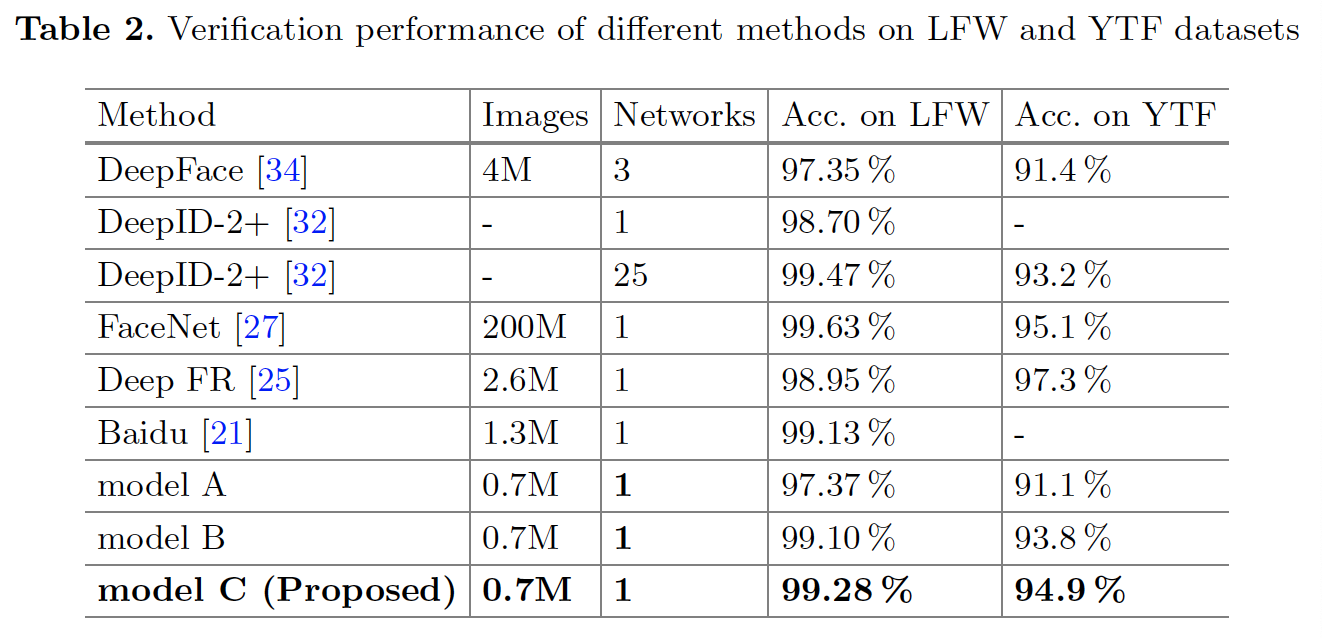 Table 2. Verification performance of different methods on LFW and YTF datasets
Method Images Networks Acc. on LFW Acc. on YTF
DeepFace [34] 4M 3 97.35 % 91.4 %
DeepID-2+ [32] - 1 98.70 % -
DeepID-2+ [32] - 25 99.47 % 93.2 %
FaceNet [27] 200M 1 99.63 % 95.1 %
Deep FR [25] 2.6M 1 98.95 % 97.3 %
Baidu [21] 1.3M 1 99.13 % -
model A 0.7M 1 97.37 % 91.1 %
model B 0.7M 1 99.10 % 93.8 %
model C (Proposed) 0.7M 1 99.28 % 94.9 %